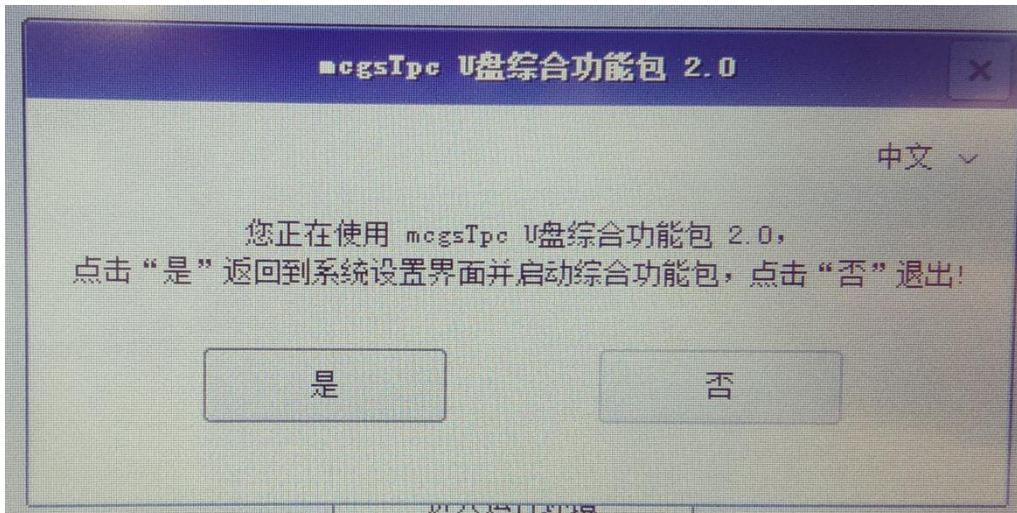 mcgsTpc U盘综合功能包 2.0
中文
您正在使用 mcgsTpc U盘综合功能包 2.0,
点击“是”返回到系统设置界面并启动综合功能包，点击“否”退出!
是
否